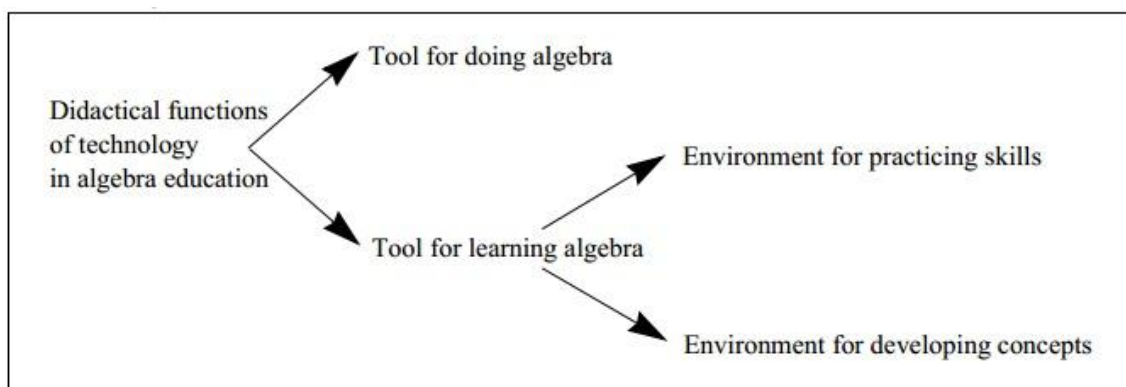 Tool for doing algebra
Didactical functions
of technology
in algebra education
Environment for practicing skills
Tool for learning algebra
Environment for developing concepts